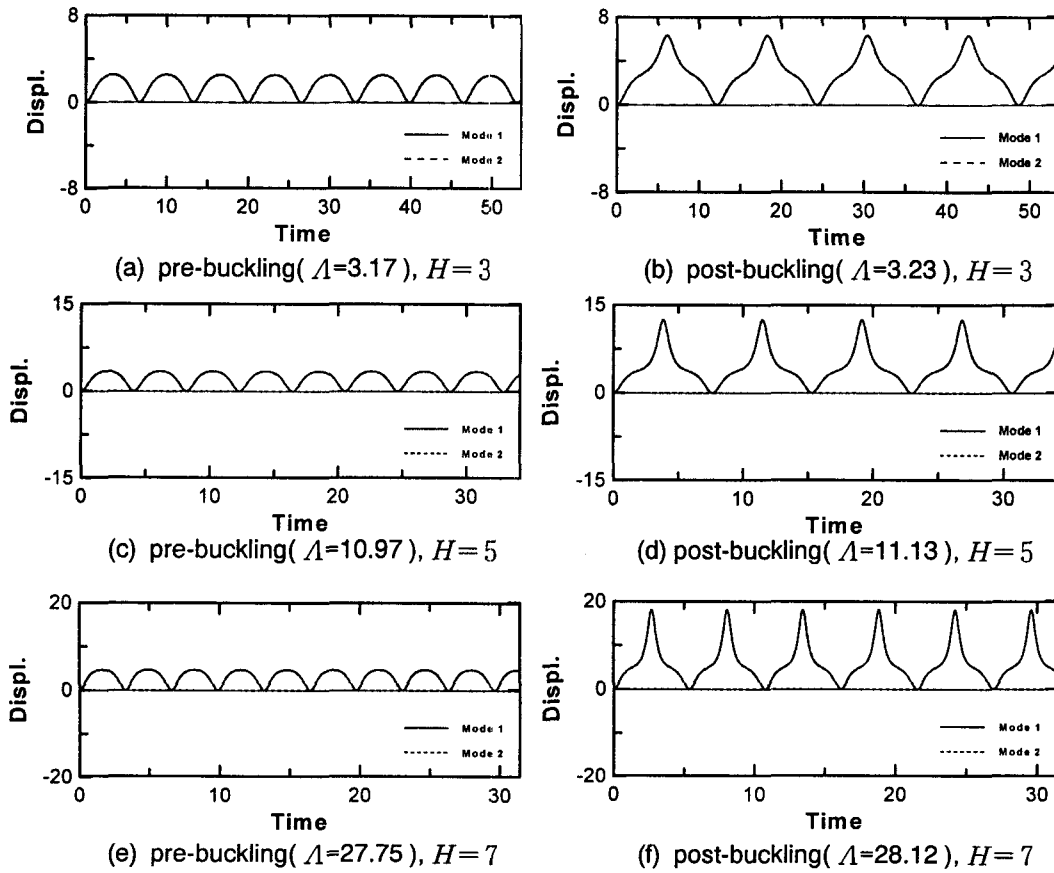 8
0
-8
Displ.
Mode 1
Mode 2
0 10 20 30 40 50
Time
(a) pre-buckling( Λ=3.17 ), H=3
8
0
-8
Displ.
Mode 1
Mode 2
0 10 20 30 40 50
Time
(b) post-buckling( Λ=3.23 ), H=3
15
0
-15
Displ.
Mode 1
Mode 2
0 10 20 30
Time
(c) pre-buckling( Λ=10.97 ), H=5
15
0
-15
Displ.
Mode 1
Mode 2
0 10 20 30
Time
(d) post-buckling( Λ=11.13 ), H=5
20
0
-20
Displ.
Mode 1
Mode 2
0 10 20 30
Time
(e) pre-buckling( Λ=27.75 ), H=7
20
0
-20
Displ.
Mode 1
Mode 2
0 10 20 30
Time
(f) post-buckling( Λ=28.12 ), H=7